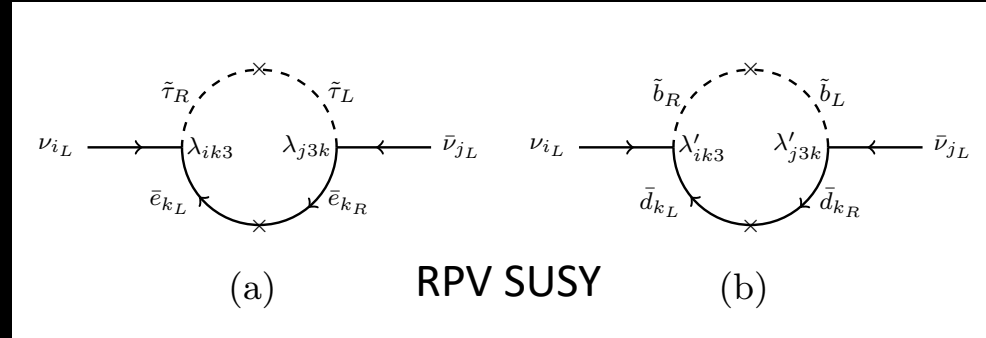 τ̃_R τ̃_L
ν_{i_L} λ_{ik3} λ_{j3k} ν̄_{j_L}
ē_{k_L} ē_{k_R}
(a)
b̃_R b̃_L
ν_{i_L} λ′_{ik3} λ′_{j3k} ν̄_{j_L}
d̄_{k_L} d̄_{k_R}
(b)
RPV SUSY